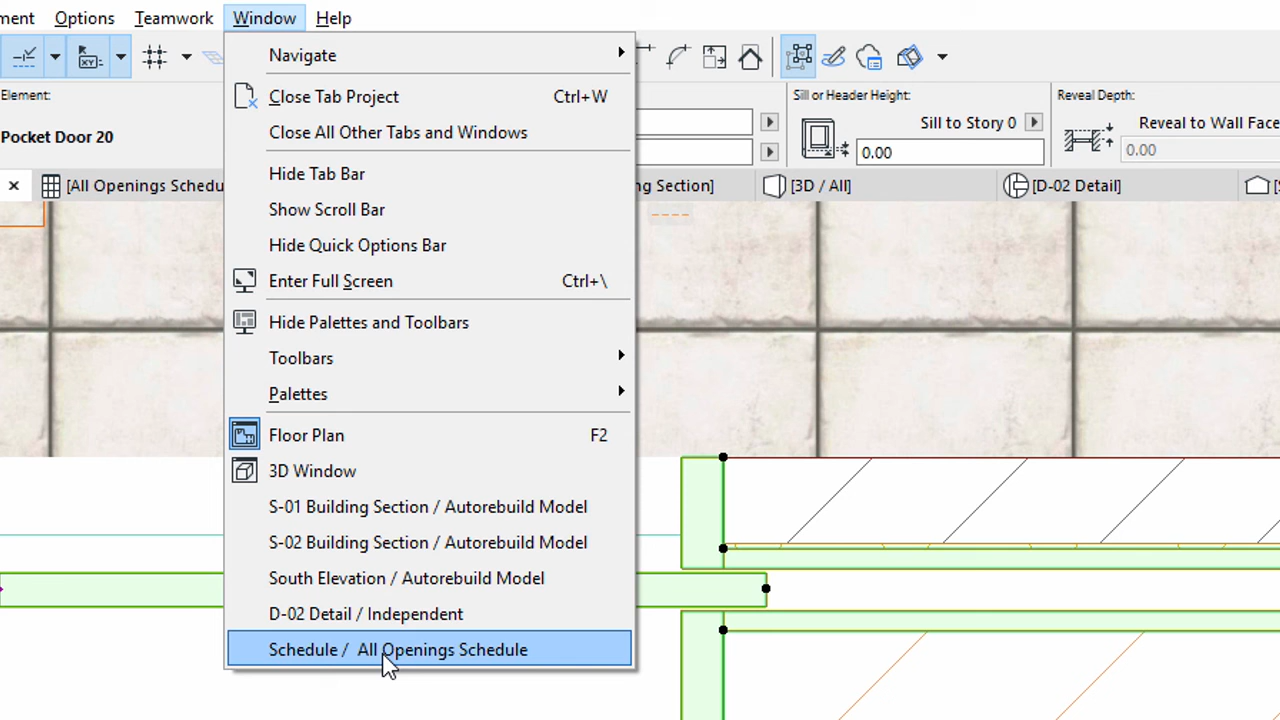 ment Options Teamwork Window Help
Element:
Pocket Door 20
Sill or Header Height:
Sill to Story 0
0.00
Reveal Depth:
Reveal to Wall Face
0.00
[All Openings Schedu
ng Section]
[3D / All]
[D-02 Detail]
[S
Navigate
Close Tab Project Ctrl+W
Close All Other Tabs and Windows
Hide Tab Bar
Show Scroll Bar
Hide Quick Options Bar
Enter Full Screen Ctrl+\
Hide Palettes and Toolbars
Toolbars
Palettes
Floor Plan F2
3D Window
S-01 Building Section / Autorebuild Model
S-02 Building Section / Autorebuild Model
South Elevation / Autorebuild Model
D-02 Detail / Independent
Schedule / All Openings Schedule